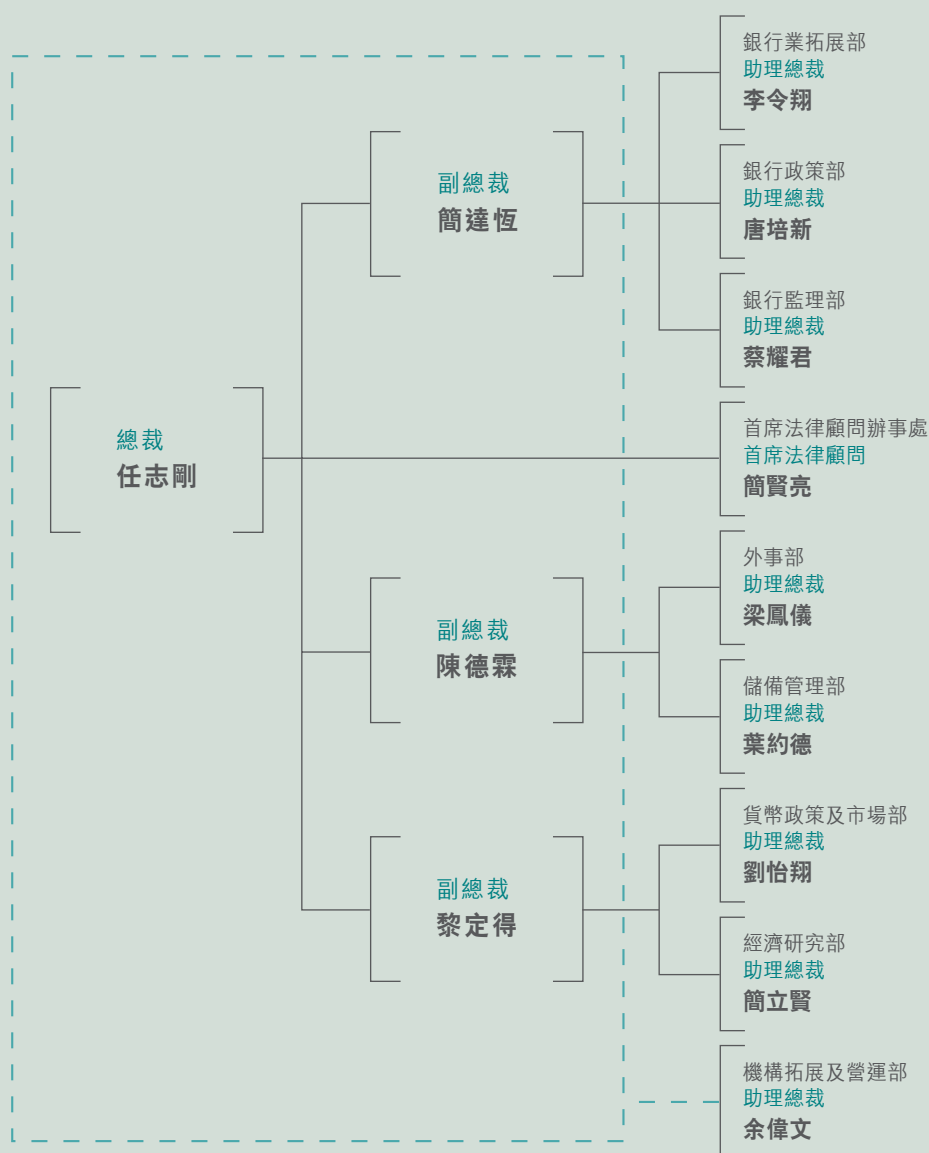 總裁
任志剛
副總裁
簡達恆
銀行業拓展部
助理總裁
李令翔
銀行政策部
助理總裁
唐培新
銀行監理部
助理總裁
蔡耀君
首席法律顧問辦事處
首席法律顧問
簡賢亮
副總裁
陳德霖
外事部
助理總裁
梁鳳儀
儲備管理部
助理總裁
葉約德
副總裁
黎定得
貨幣政策及市場部
助理總裁
劉怡翔
經濟研究部
助理總裁
簡立賢
機構拓展及營運部
助理總裁
余偉文